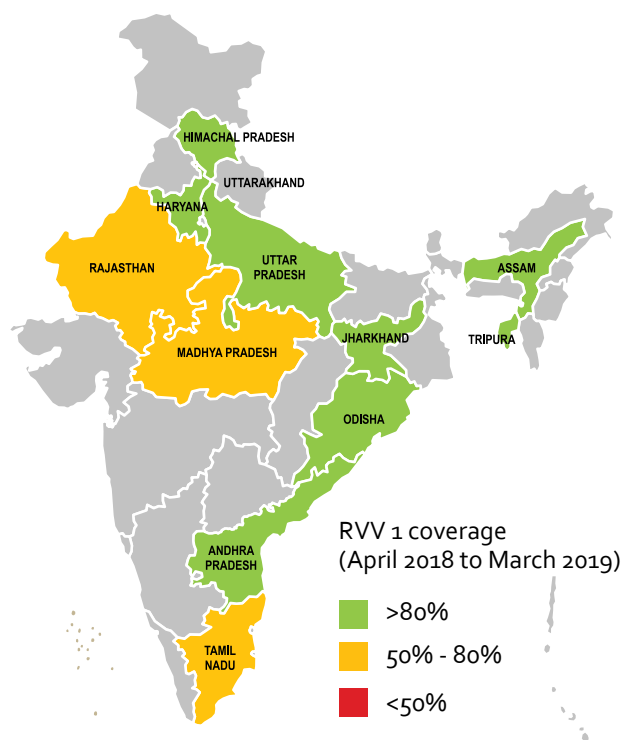 HIMACHAL PRADESH
UTTARAKHAND
HARYANA
RAJASTHAN
UTTAR
PRADESH
ASSAM
JHARKHAND
TRIPURA
MADHYA PRADESH
ODISHA
ANDHRA
PRADESH
TAMIL
NADU
RVV 1 coverage
(April 2018 to March 2019)
>80%
50% - 80%
<50%